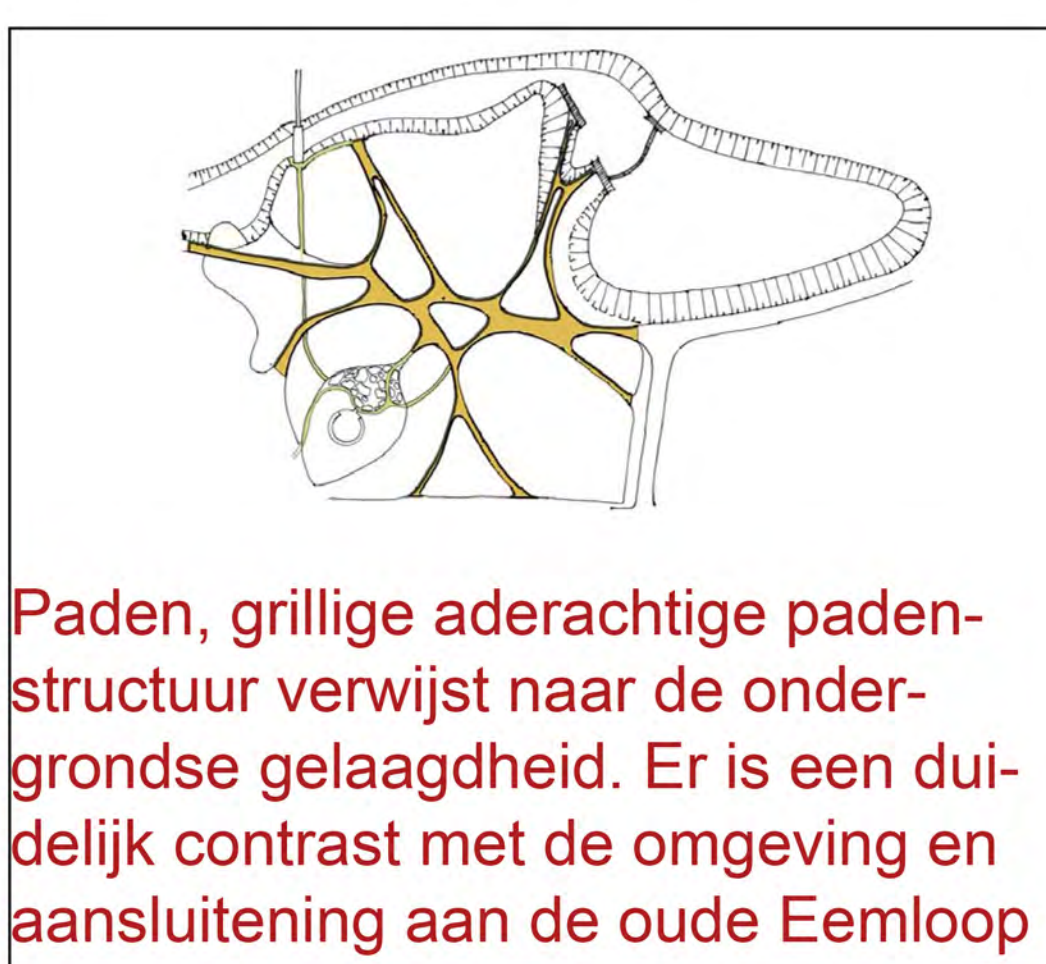 Paden, grillige aderachtige paden-
structuur verwijst naar de onder-
grondse gelaagdheid. Er is een dui-
delijk contrast met de omgeving en
aansluitening aan de oude Eemloop